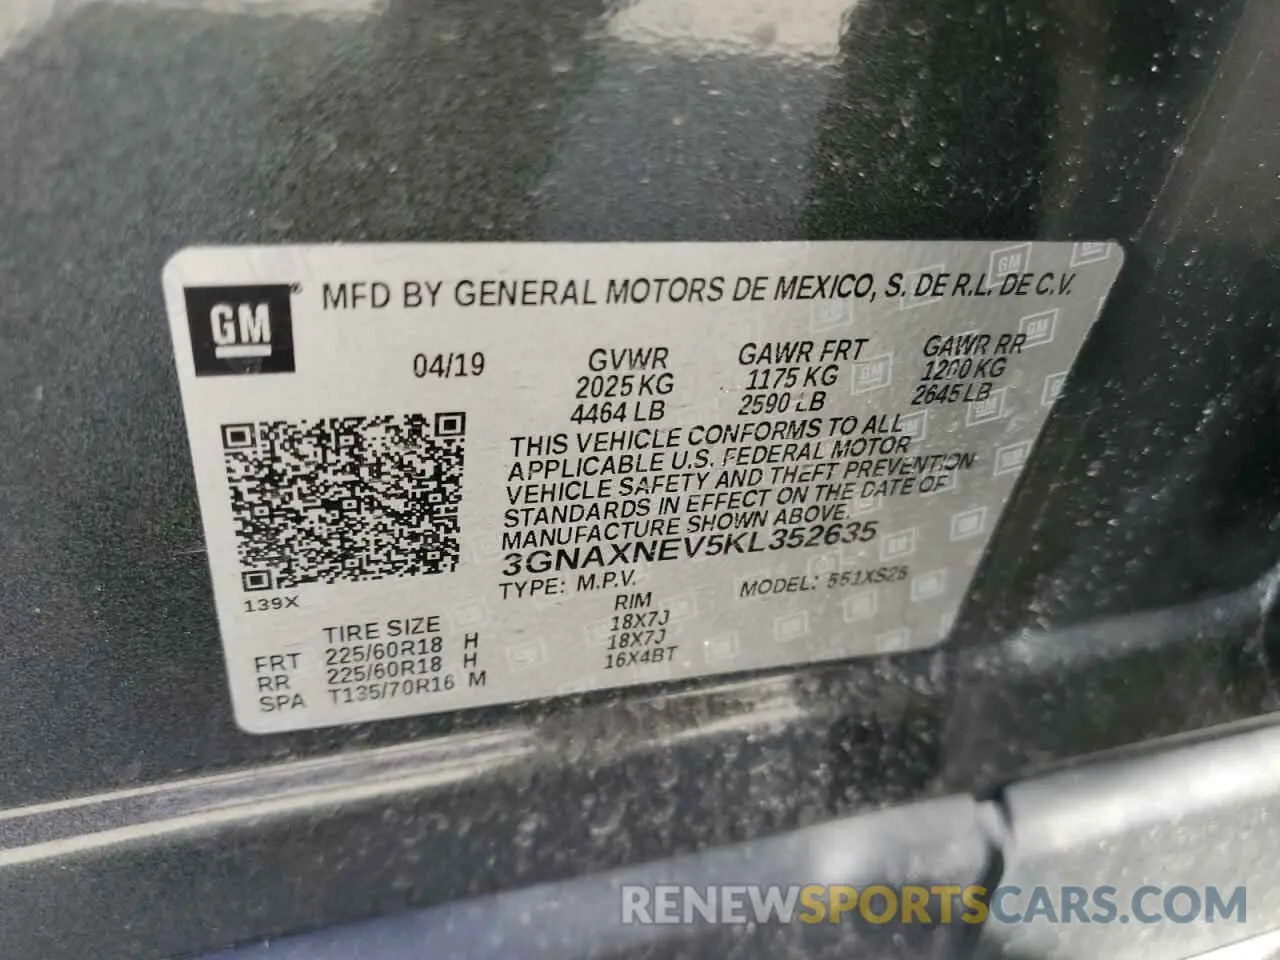 GM® MFD BY GENERAL MOTORS DE MEXICO, S. DE R.L. DE C.V.
04/19 GVWR GAWR FRT GAWR RR
2025 KG 1175 KG 1200 KG
4464 LB 2590 LB 2645 LB
THIS VEHICLE CONFORMS TO ALL
APPLICABLE U.S. FEDERAL MOTOR
VEHICLE SAFETY AND THEFT PREVENTION
STANDARDS IN EFFECT ON THE DATE OF
MANUFACTURE SHOWN ABOVE.
3GNAXNEV5KL352635
TYPE: M.P.V. MODEL: 551XS26
139X
TIRE SIZE RIM
FRT 225/60R18 H 18X7J
RR 225/60R18 H 18X7J
SPA T135/70R16 M 16X4BT
RENEWSPORTSCARS.COM